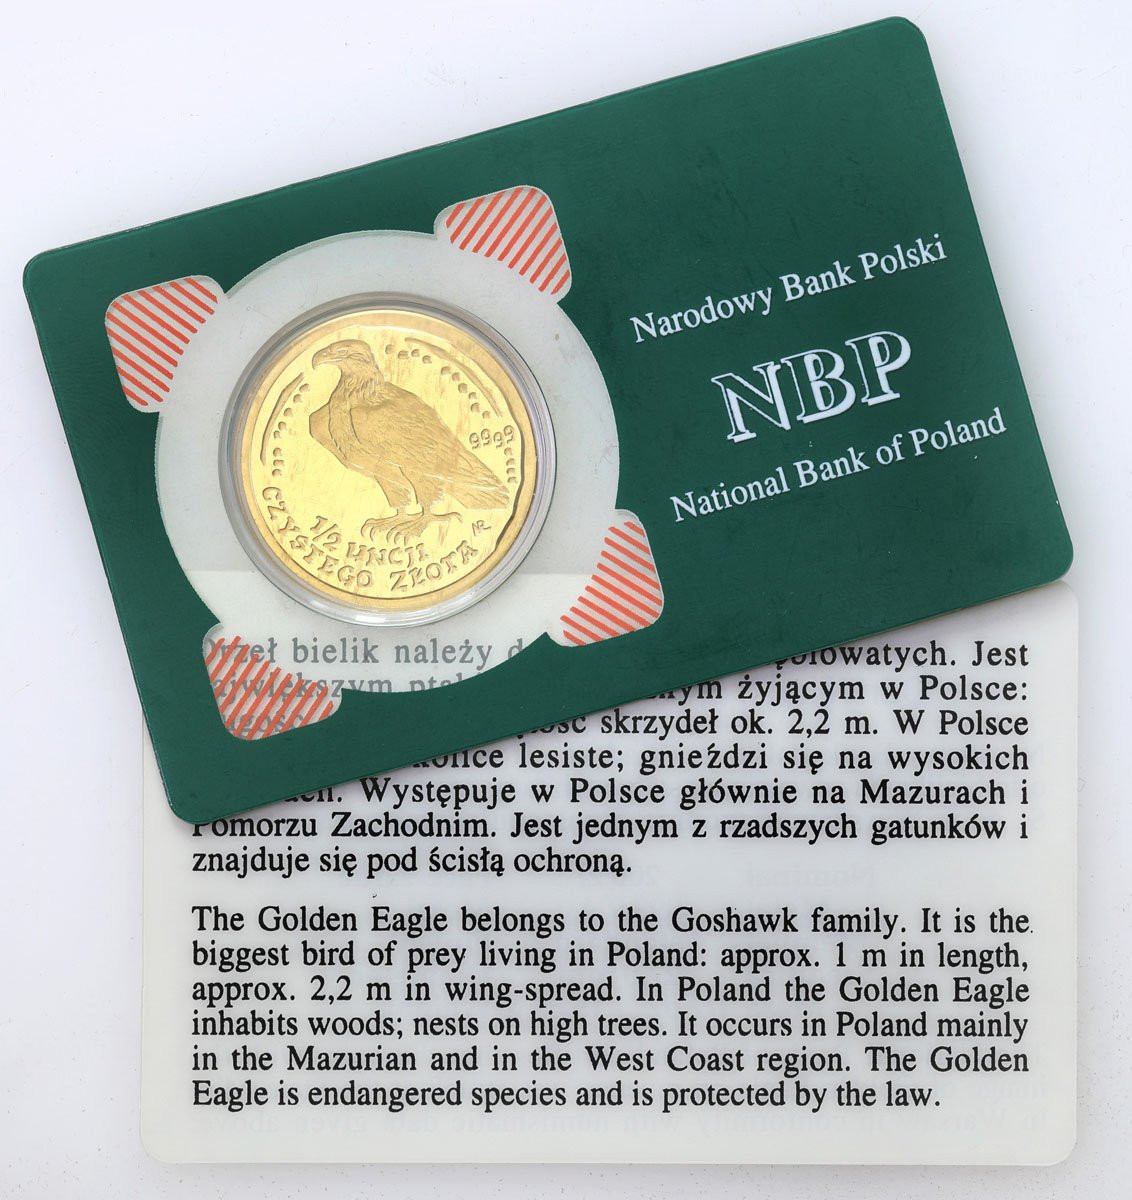 Narodowy Bank Polski
NBP
National Bank of Poland
9999
1/2 UNCJI
CZYSTEGO ZŁOTA
NR
Orzeł bielik należy Jest
największym żyjącym w Polsce:
skrzydeł ok. 2,2 m. W Polsce
lesiste; gnieździ się na wysokich
Występuje w Polsce głównie na Mazurach i
Pomorzu Zachodnim. Jest jednym z rzadszych gatunków i
znajduje się pod ścisłą ochroną.
The Golden Eagle belongs to the Goshawk family. It is the
biggest bird of prey living in Poland: approx. 1 m in length,
approx. 2,2 m in wing-spread. In Poland the Golden Eagle
inhabits woods; nests on high trees. It occurs in Poland mainly
in the Mazurian and in the West Coast region. The Golden
Eagle is endangered species and is protected by the law.